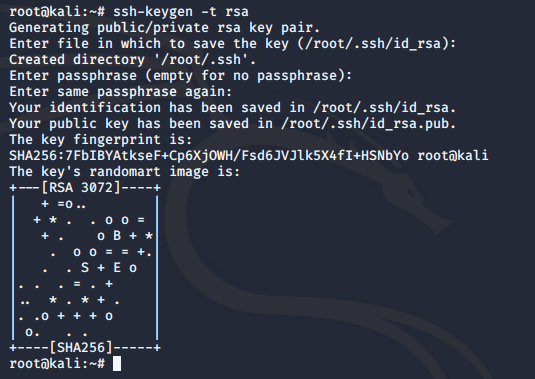 root@kali:~# ssh-keygen -t rsa
Generating public/private rsa key pair.
Enter file in which to save the key (/root/.ssh/id_rsa):
Created directory '/root/.ssh'.
Enter passphrase (empty for no passphrase):
Enter same passphrase again:
Your identification has been saved in /root/.ssh/id_rsa.
Your public key has been saved in /root/.ssh/id_rsa.pub.
The key fingerprint is:
SHA256:7FbIBYAtkseF+Cp6XjOWH/Fsd6JVJlk5X4fI+HSNbYo root@kali
The key's randomart image is:
+---[RSA 3072]----+
|   + =o..        |
|  + * .  . o o = |
|   + .    o B + *|
|    .  o o = = +.|
|   .  . S + E o  |
|. .  . = . +     |
|..  * . * + .    |
|. .o + + + o     |
| o.   . .        |
+----[SHA256]-----+
root@kali:~#